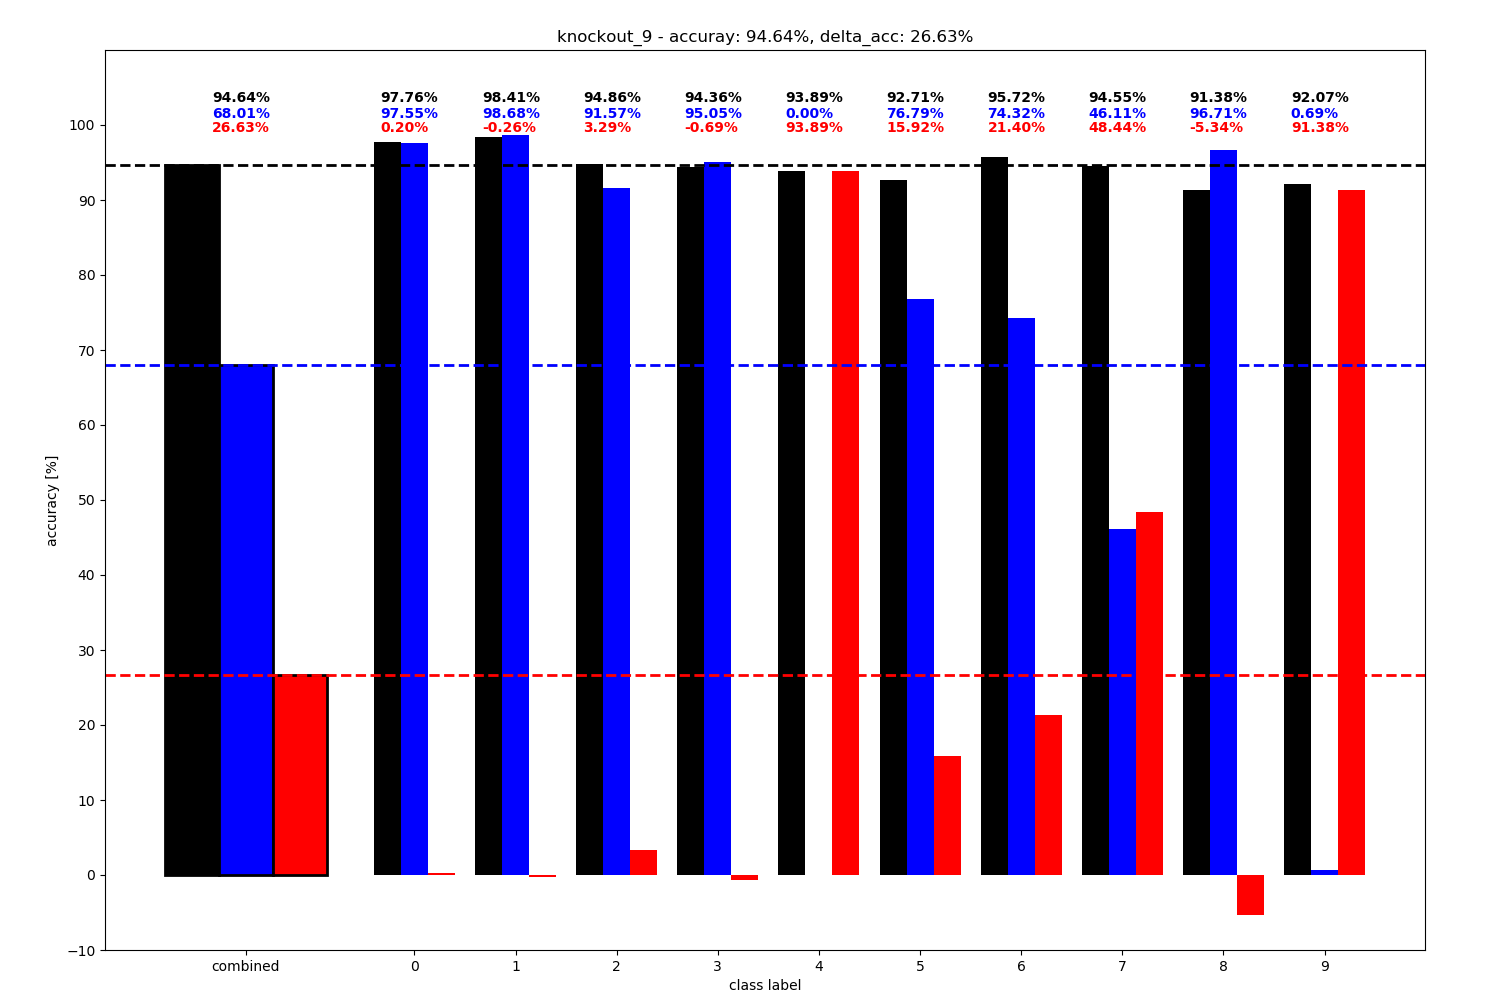 knockout_9 - accuray: 94.64%, delta_acc: 26.63%
94.64% 97.76% 98.41% 94.86% 94.36% 93.89% 92.71% 95.72% 94.55% 91.38% 92.07%
68.01% 97.55% 98.68% 91.57% 95.05% 0.00% 76.79% 74.32% 46.11% 96.71% 0.69%
26.63% 0.20% -0.26% 3.29% -0.69% 93.89% 15.92% 21.40% 48.44% -5.34% 91.38%
100
90
80
70
60
50
40
30
20
10
0
−10
accuracy [%]
combined 0 1 2 3 4 5 6 7 8 9
class label